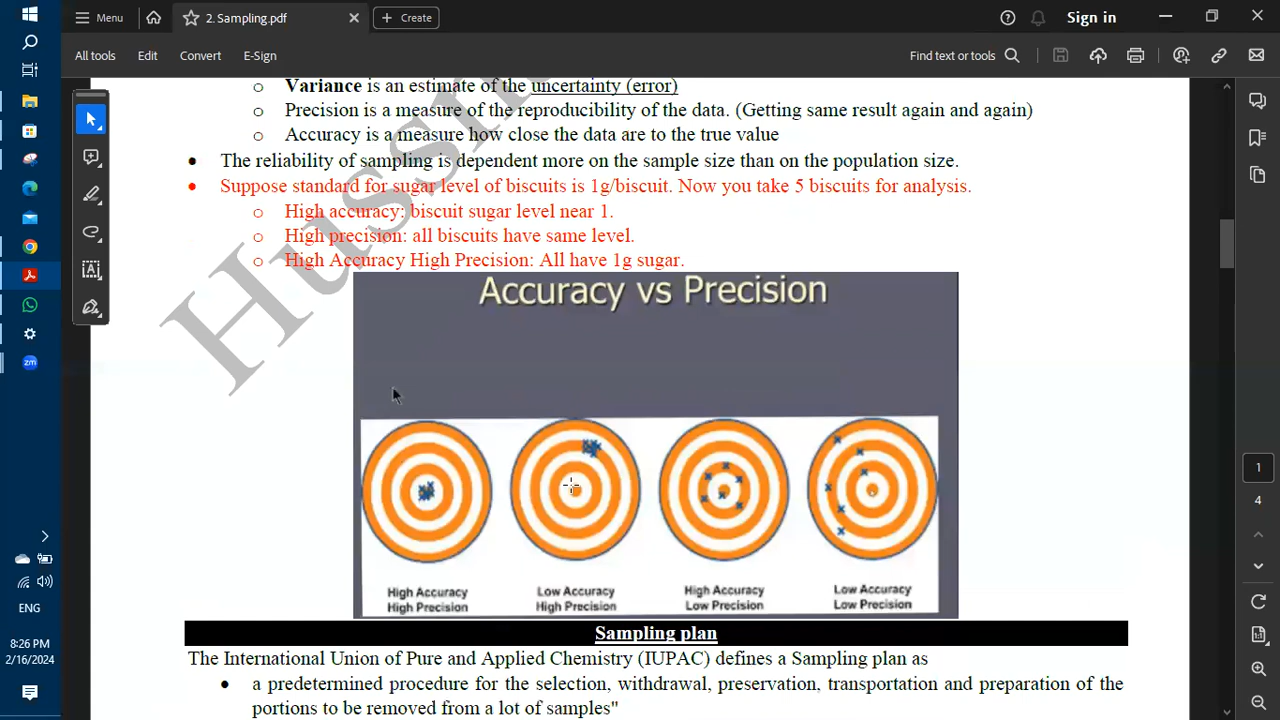 Menu
2. Sampling.pdf
Create
Sign in
All tools
Edit
Convert
E-Sign
Find text or tools
Variance is an estimate of the uncertainty (error)
Precision is a measure of the reproducibility of the data. (Getting same result again and again)
Accuracy is a measure how close the data are to the true value
The reliability of sampling is dependent more on the sample size than on the population size.
Suppose standard for sugar level of biscuits is 1g/biscuit. Now you take 5 biscuits for analysis.
High accuracy: biscuit sugar level near 1.
High precision: all biscuits have same level.
High Accuracy High Precision: All have 1g sugar.
Accuracy vs Precision
High Accuracy
High Precision
Low Accuracy
High Precision
High Accuracy
Low Precision
Low Accuracy
Low Precision
Sampling plan
The International Union of Pure and Applied Chemistry (IUPAC) defines a Sampling plan as
a predetermined procedure for the selection, withdrawal, preservation, transportation and preparation of the
portions to be removed from a lot of samples"
1
4
1:1
zm
ENG
8:26 PM
2/16/2024